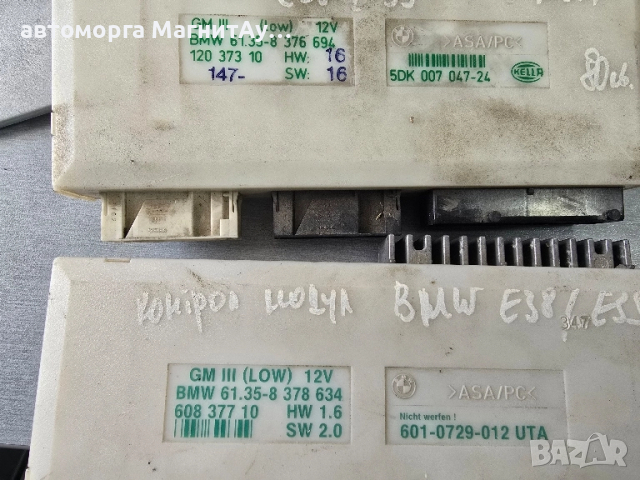 автоморга МагнитАу....
GM III (Low) 12V
BMW 61.35-8 376 694
120 373 10 HW: 16
147- SW: 16
>ASA/PC<
5DK 007 047-24 HELLA
контрол модул BMW E38/E39
GM III (LOW) 12V
BMW 61.35-8 378 634
608 377 10 HW 1.6
SW 2.0
>ASA/PC<
Nicht werfen !
601-0729-012 UTA
BAZAR